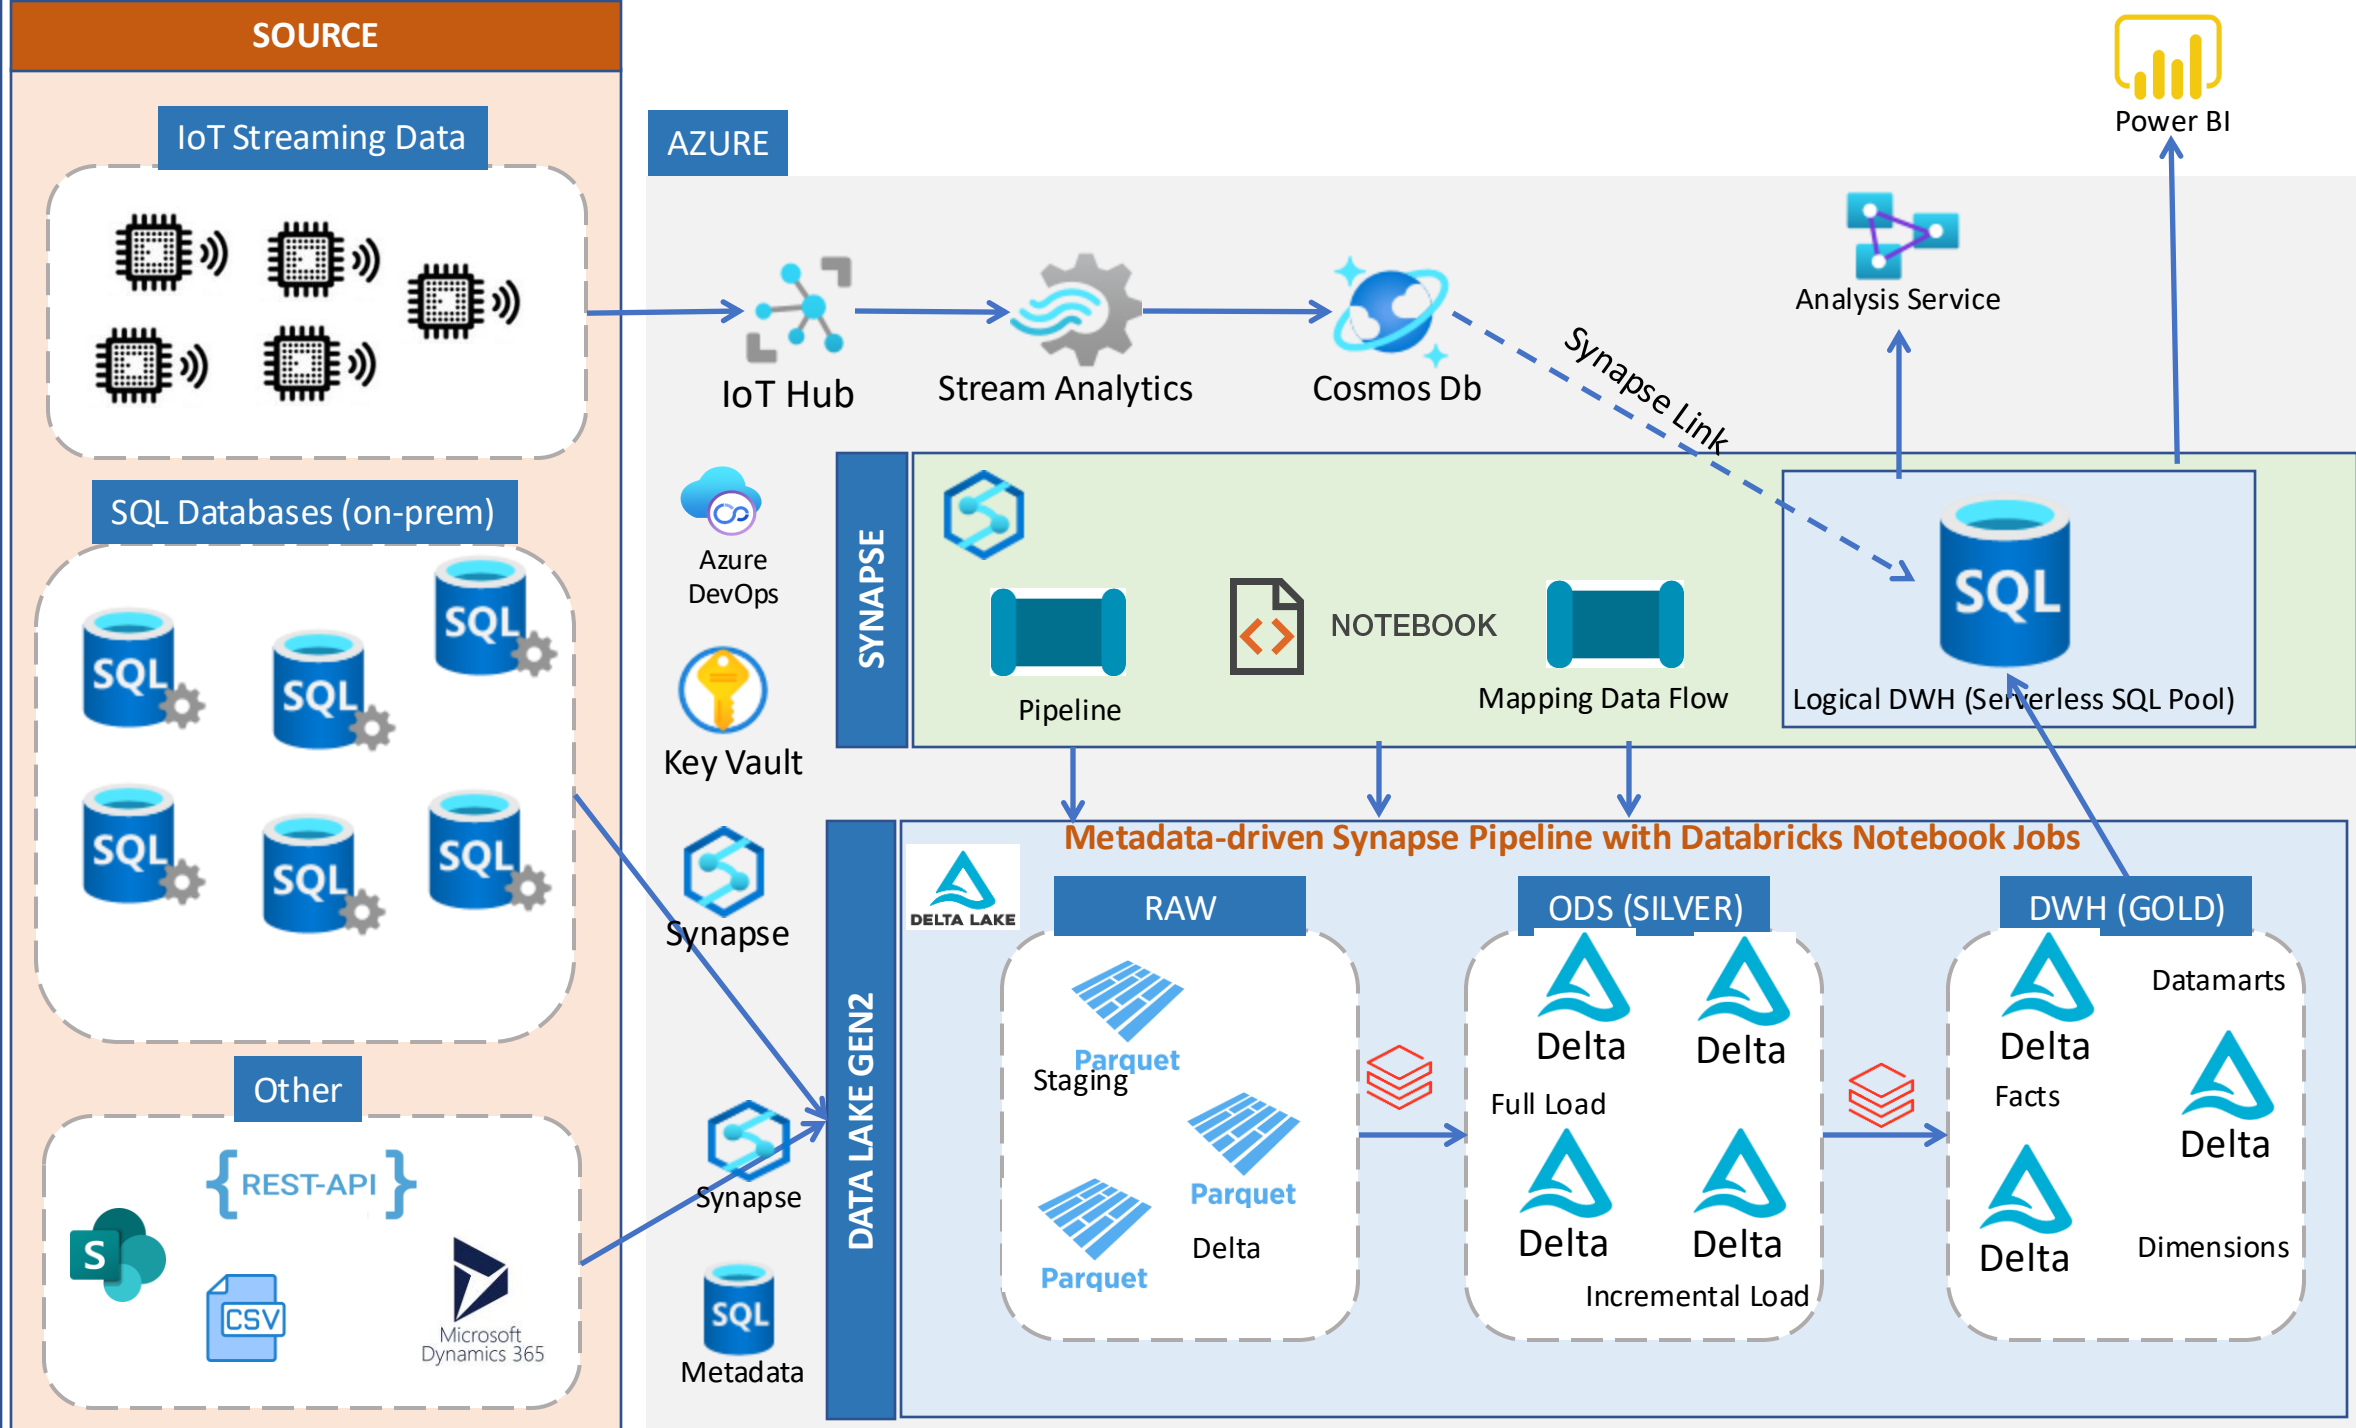 SOURCE
IoT Streaming Data
SQL Databases (on-prem)
SQL
SQL
SQL
SQL
SQL
SQL
Other
{REST-API}
S
CSV
Microsoft
Dynamics 365
AZURE
IoT Hub
Stream Analytics
Cosmos Db
Synapse Link
Analysis Service
Power BI
Azure
DevOps
Key Vault
Synapse
Synapse
SQL
Metadata
SYNAPSE
Pipeline
NOTEBOOK
Mapping Data Flow
SQL
Logical DWH (Serverless SQL Pool)
DATA LAKE GEN2
Metadata-driven Synapse Pipeline with Databricks Notebook Jobs
DELTA LAKE
RAW
Parquet
Staging
Parquet
Parquet
Delta
ODS (SILVER)
Delta
Delta
Full Load
Delta
Delta
Incremental Load
DWH (GOLD)
Datamarts
Delta
Facts
Delta
Delta
Dimensions